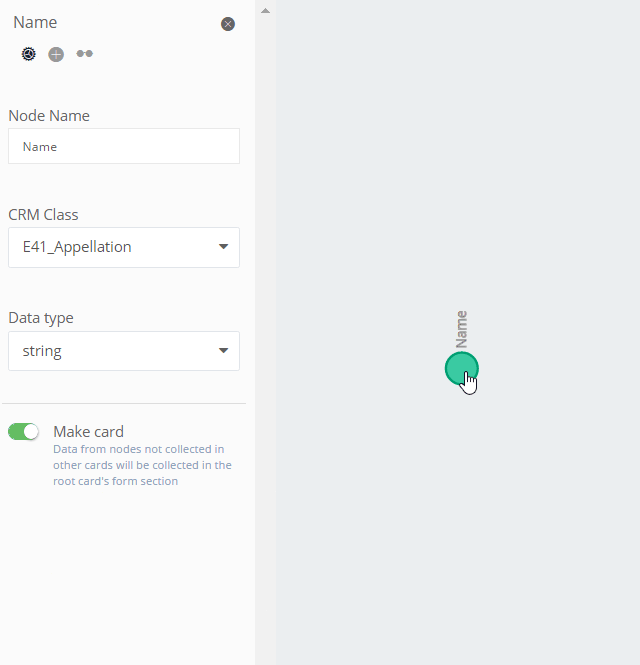 Name
Node Name
Name
CRM Class
E41_Appellation
Data type
string
Make card
Data from nodes not collected in
other cards will be collected in the
root card's form section
Name